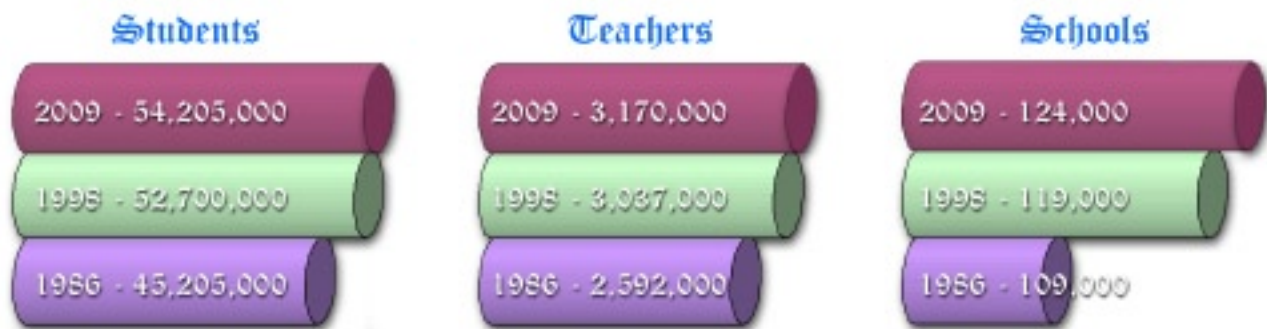 Students
2009 - 54,205,000
1998 - 52,700,000
1986 - 45,205,000
Teachers
2009 - 3,170,000
1998 - 3,037,000
1986 - 2,592,000
Schools
2009 - 124,000
1998 - 119,000
1986 - 109,000